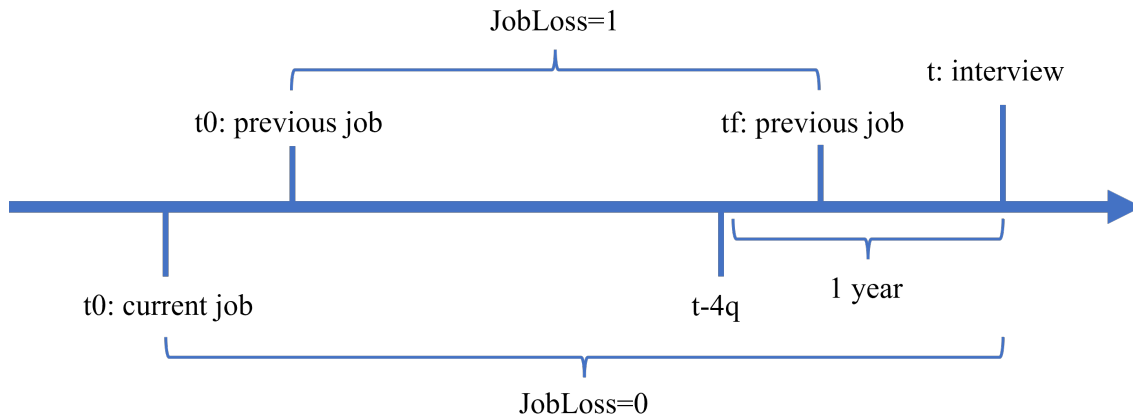 JobLoss=1
t: interview
t0: previous job
tf: previous job
t0: current job
t-4q
1 year
JobLoss=0